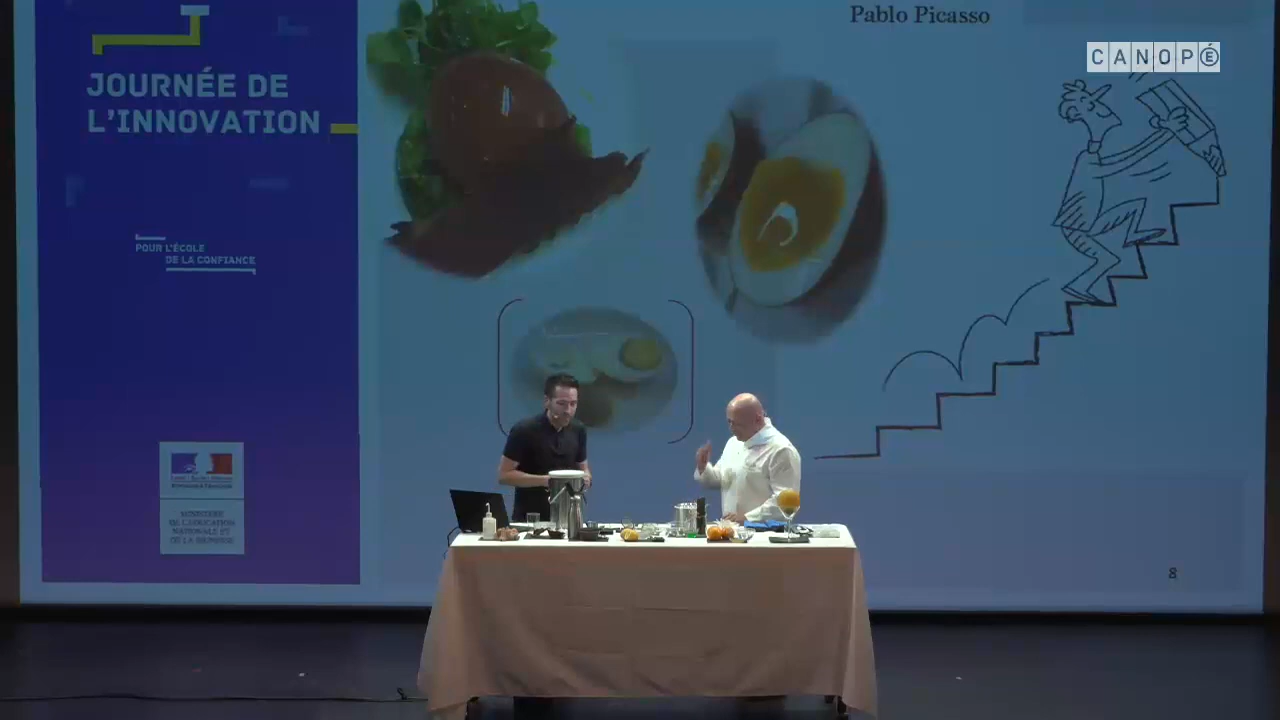 Pablo Picasso
CANOPÉ
JOURNÉE DE
L'INNOVATION
POUR L'ÉCOLE
DE LA CONFIANCE
MINISTÈRE
DE L'ÉDUCATION
NATIONALE ET
DE LA JEUNESSE
8